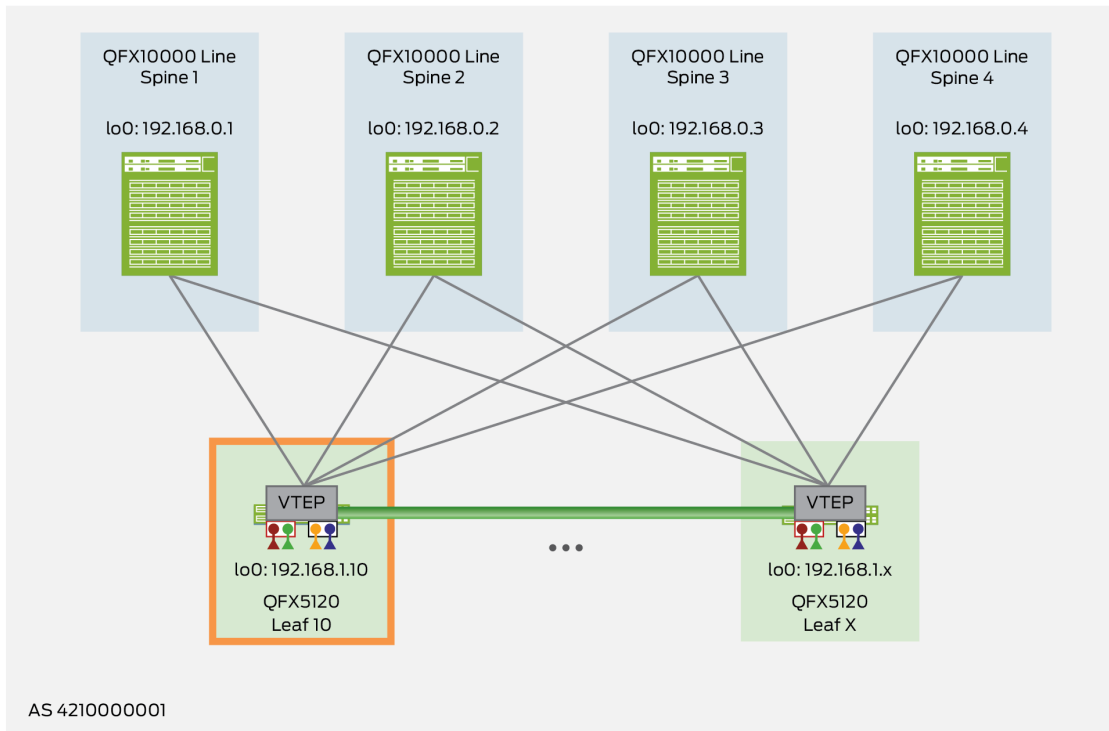 QFX10000 Line
Spine 1
lo0: 192.168.0.1
QFX10000 Line
Spine 2
lo0: 192.168.0.2
QFX10000 Line
Spine 3
lo0: 192.168.0.3
QFX10000 Line
Spine 4
lo0: 192.168.0.4
VTEP
lo0: 192.168.1.10
QFX5120
Leaf 10
VTEP
lo0: 192.168.1.x
QFX5120
Leaf X
AS 4210000001